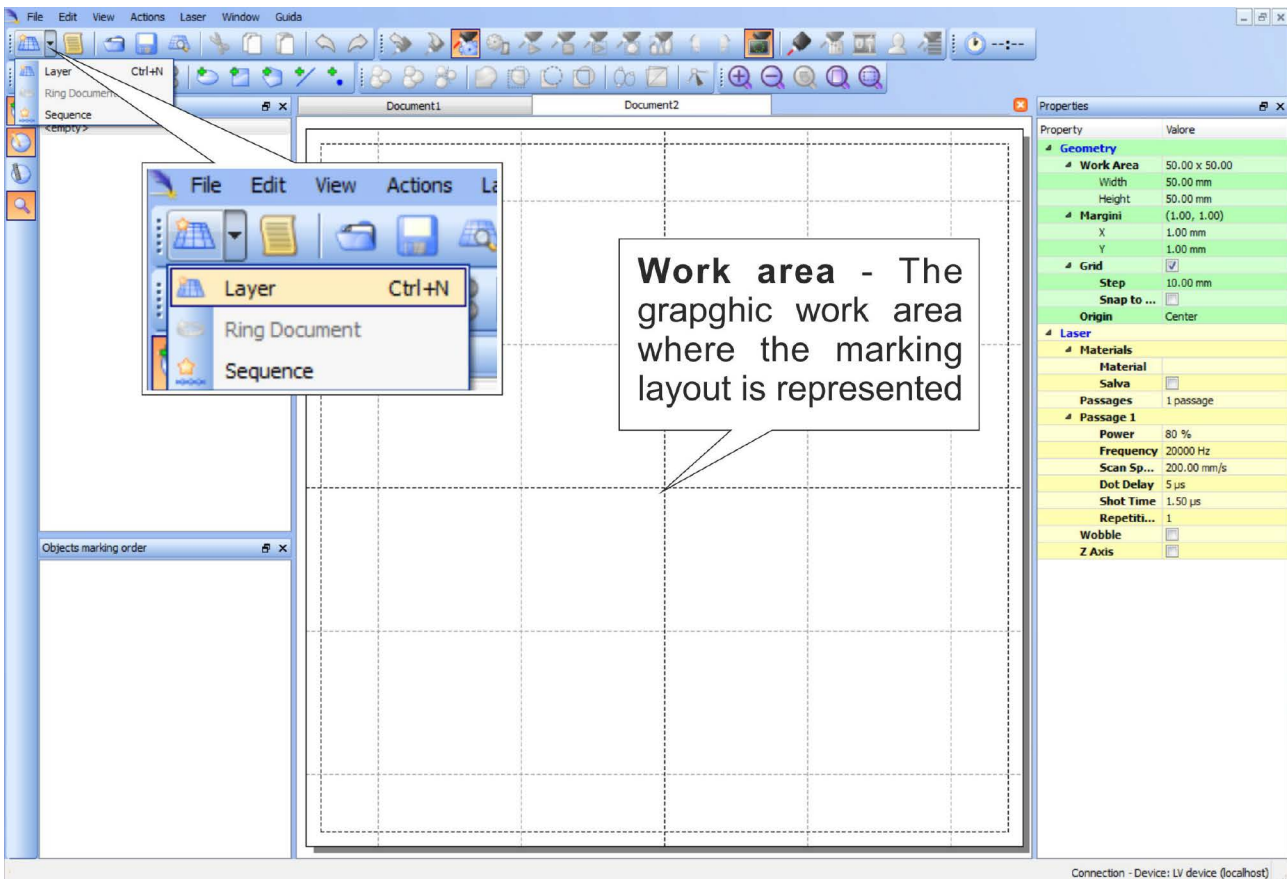 File Edit View Actions Laser Window Guida
--:--
Layer Ctrl+N
Ring Document
Sequence
<empty>
Document1 Document2
File Edit View Actions
Layer Ctrl+N
Ring Document
Sequence
Work area - The
grapghic work area
where the marking
layout is represented
Objects marking order
Properties
Property Valore
Geometry
Work Area 50.00 x 50.00
Width 50.00 mm
Height 50.00 mm
Margini (1.00, 1.00)
X 1.00 mm
Y 1.00 mm
Grid
Step 10.00 mm
Snap to ...
Origin Center
Laser
Materials
Material
Salva
Passages 1 passage
Passage 1
Power 80 %
Frequency 20000 Hz
Scan Sp... 200.00 mm/s
Dot Delay 5 µs
Shot Time 1.50 µs
Repetiti... 1
Wobble
Z Axis
Connection - Device: LV device (localhost)